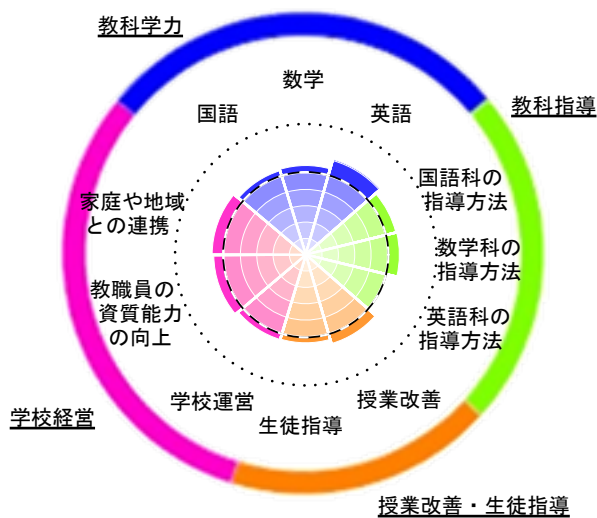 教科学力
数学
国語
英語
教科指導
国語科の
指導方法
家庭や地域
との連携
数学科の
指導方法
教職員の
資質能力
の向上
英語科の
指導方法
学校運営
授業改善
生徒指導
学校経営
授業改善・生徒指導